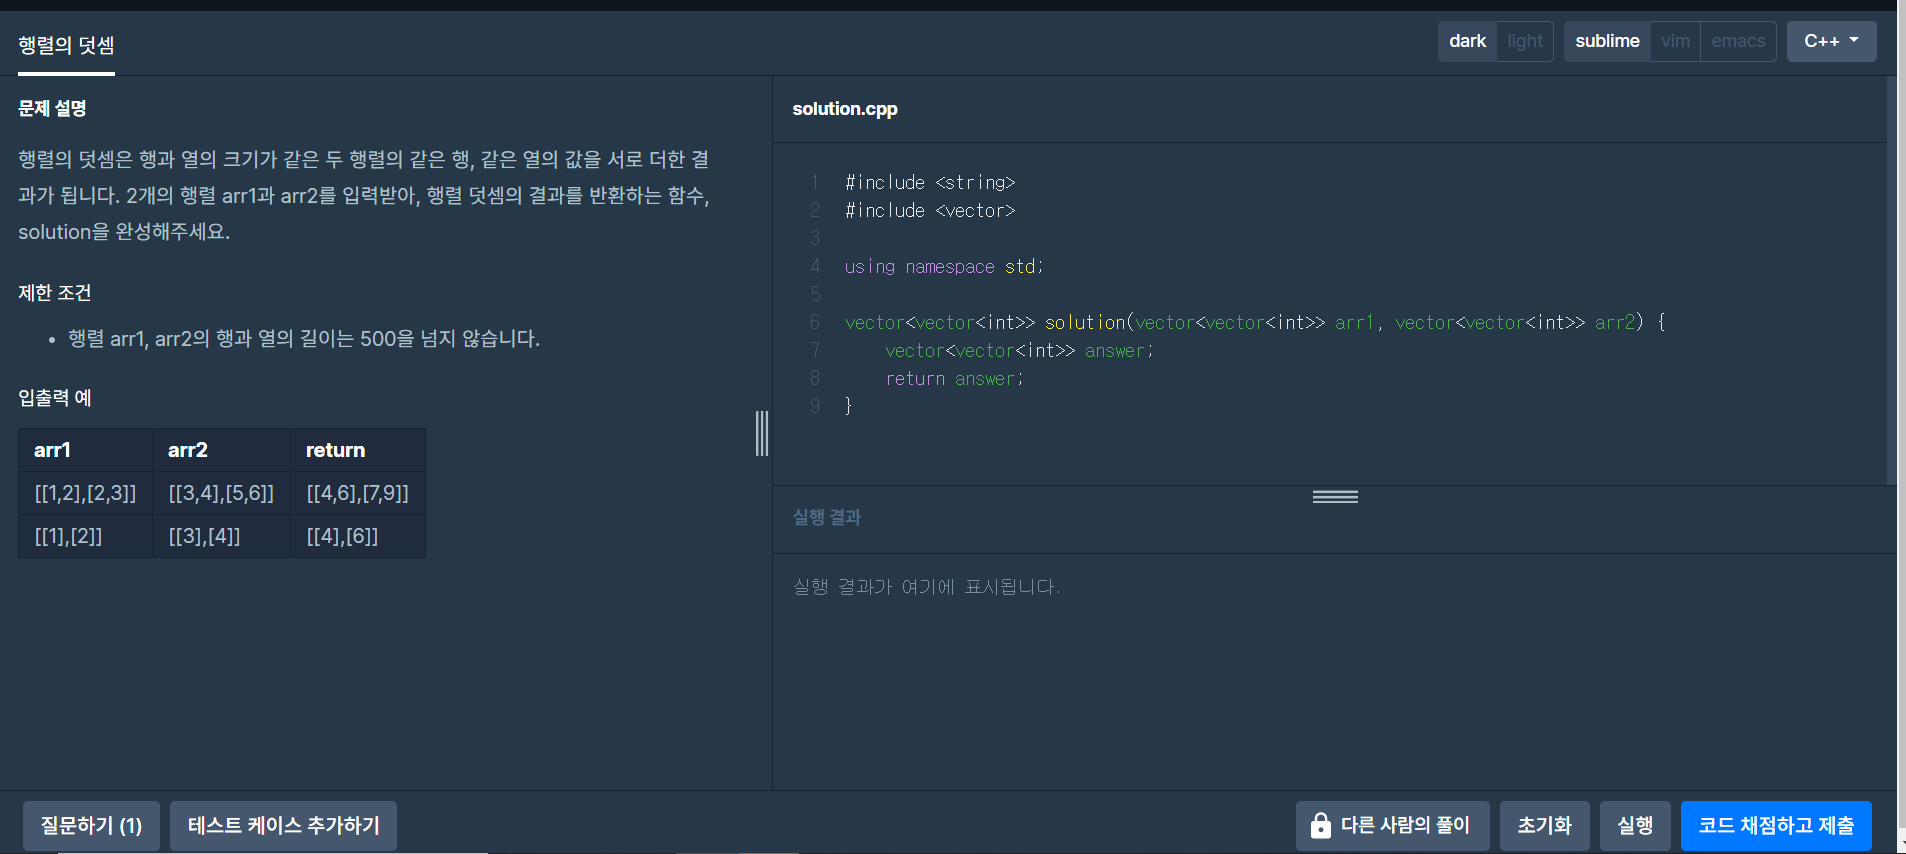 행렬의 덧셈
dark light sublime vim emacs C++
문제 설명
행렬의 덧셈은 행과 열의 크기가 같은 두 행렬의 같은 행, 같은 열의 값을 서로 더한 결
과가 됩니다. 2개의 행렬 arr1과 arr2를 입력받아, 행렬 덧셈의 결과를 반환하는 함수,
solution을 완성해주세요.
제한 조건
• 행렬 arr1, arr2의 행과 열의 길이는 500을 넘지 않습니다.
입출력 예
arr1 arr2 return
[[1,2],[2,3]] [[3,4],[5,6]] [[4,6],[7,9]]
[[1],[2]] [[3],[4]] [[4],[6]]
solution.cpp
1 #include <string>
2 #include <vector>
3
4 using namespace std;
5
6 vector<vector<int>> solution(vector<vector<int>> arr1, vector<vector<int>> arr2) {
7     vector<vector<int>> answer;
8     return answer;
9 }
실행 결과
실행 결과가 여기에 표시됩니다.
질문하기 (1) 테스트 케이스 추가하기 다른 사람의 풀이 초기화 실행 코드 채점하고 제출